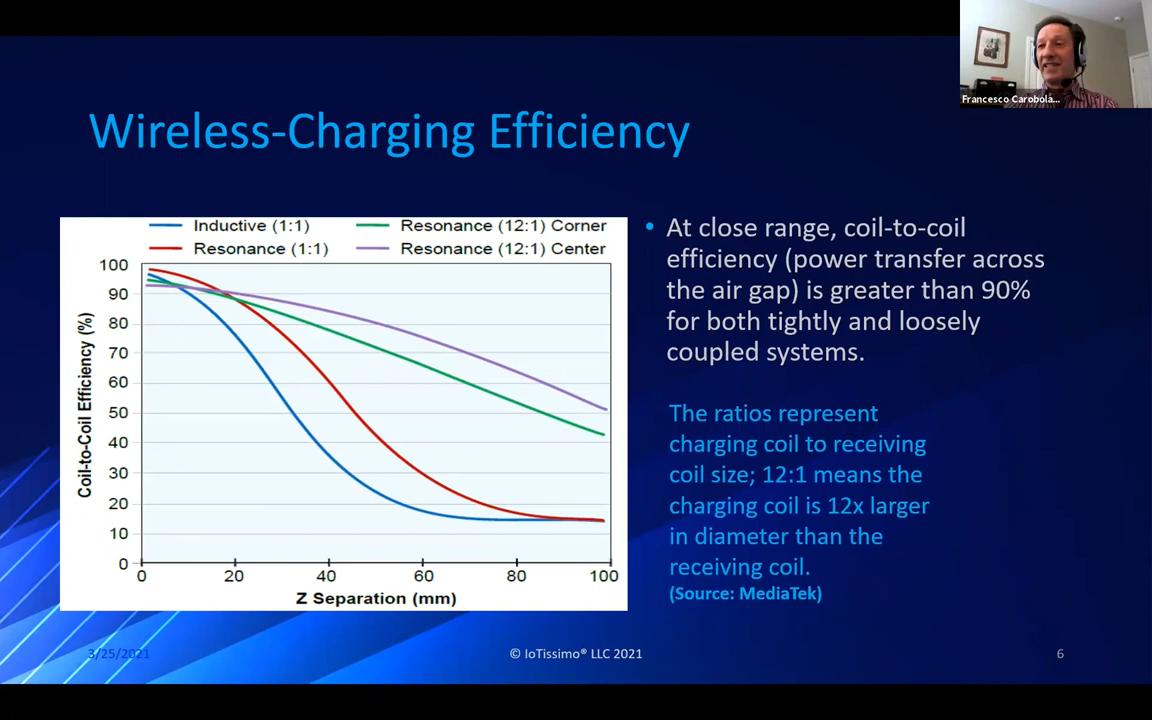 Francesco Carobola...
Wireless-Charging Efficiency
Inductive (1:1)
Resonance (12:1) Corner
Resonance (1:1)
Resonance (12:1) Center
100
90
80
70
60
50
40
30
20
10
0
Coil-to-Coil Efficiency (%)
0 20 40 60 80 100
Z Separation (mm)
• At close range, coil-to-coil
efficiency (power transfer across
the air gap) is greater than 90%
for both tightly and loosely
coupled systems.
The ratios represent
charging coil to receiving
coil size; 12:1 means the
charging coil is 12x larger
in diameter than the
receiving coil.
(Source: MediaTek)
3/25/2021
© IoTissimo® LLC 2021
6